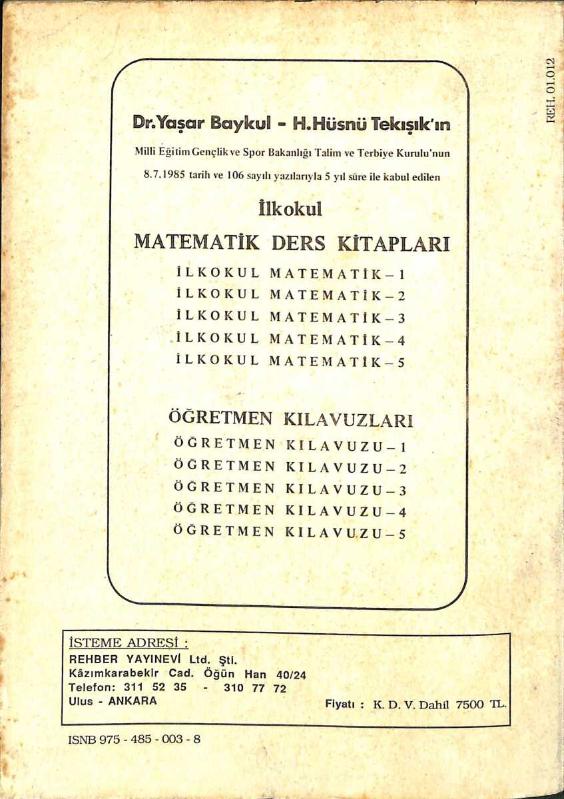 REH. 01.012
Dr.Yaşar Baykul - H.Hüsnü Tekışık'ın
Milli Eğitim Gençlik ve Spor Bakanlığı Talim ve Terbiye Kurulu'nun
8.7.1985 tarih ve 106 sayılı yazılarıyla 5 yıl süre ile kabul edilen
İlkokul
MATEMATİK DERS KİTAPLARI
İLKOKUL MATEMATİK – 1
İLKOKUL MATEMATİK – 2
İLKOKUL MATEMATİK – 3
İLKOKUL MATEMATİK – 4
İLKOKUL MATEMATİK – 5
ÖĞRETMEN KILAVUZLARI
ÖĞRETMEN KILAVUZU – 1
ÖĞRETMEN KILAVUZU – 2
ÖĞRETMEN KILAVUZU – 3
ÖĞRETMEN KILAVUZU – 4
ÖĞRETMEN KILAVUZU – 5
İSTEME ADRESİ :
REHBER YAYINEVİ Ltd. Şti.
Kâzımkarabekir Cad. Öğün Han 40/24
Telefon: 311 52 35 - 310 77 72
Ulus - ANKARA
Fiyatı : K. D. V. Dahil 7500 TL.
ISNB 975 - 485 - 003 - 8